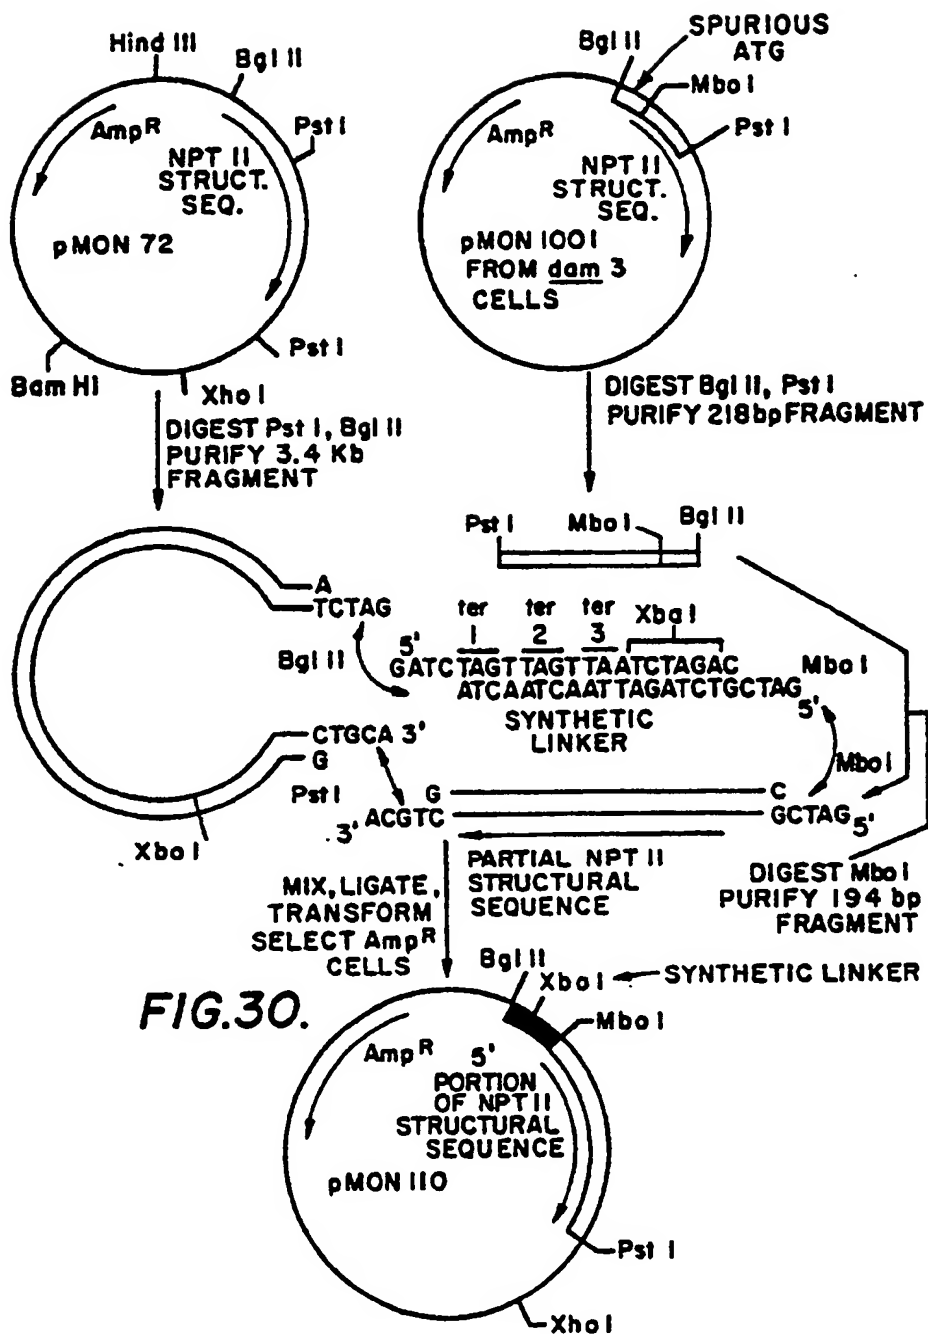 Hind III
Bgl II
Pst I
Amp R
NPT II
STRUCT.
SEQ.
pMON 72
Pst I
Bam HI
Xho I
SPURIOUS
ATG
Bgl II
Mbo I
Pst I
Amp R
NPT II
STRUCT.
SEQ.
pMON 1001
FROM dam 3
CELLS
DIGEST Pst I, Bgl II
PURIFY 3.4 Kb
FRAGMENT
DIGEST Bgl II, Pst I
PURIFY 218bp FRAGMENT
Pst I
Mbo I
Bgl II
A
TCTAG
Bgl II
ter
1
ter
2
ter
3
Xba I
5'
GATCTAGTTAGTTAATCTAGAC
ATCAATCAATTAGATCTGCTAG
Mbo I
5'
SYNTHETIC
LINKER
CTGCA 3'
G
Pst I
Mbo I
G
C
3' ACGTC
GCTAG 5'
Xbo I
PARTIAL NPT II
STRUCTURAL
SEQUENCE
DIGEST Mbo I
PURIFY 194 bp
FRAGMENT
MIX, LIGATE,
TRANSFORM
SELECT Amp R
CELLS
FIG.30.
Bgl II
Xba I
SYNTHETIC LINKER
Mbo I
Amp R
5'
PORTION
OF NPT II
STRUCTURAL
SEQUENCE
pMON 110
Pst I
Xho I